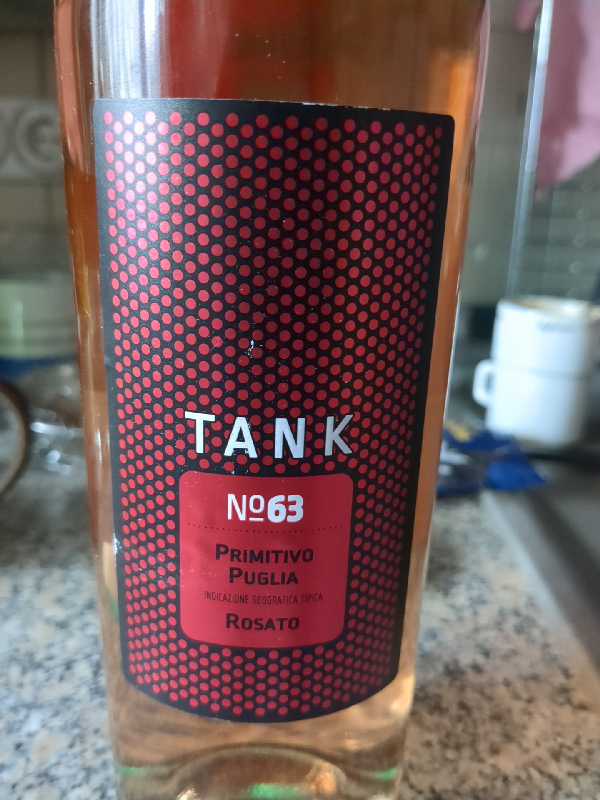 TANK
Nº63
PRIMITIVO
PUGLIA
INDICAZIONE GEOGRAFICA TIPICA
ROSATO